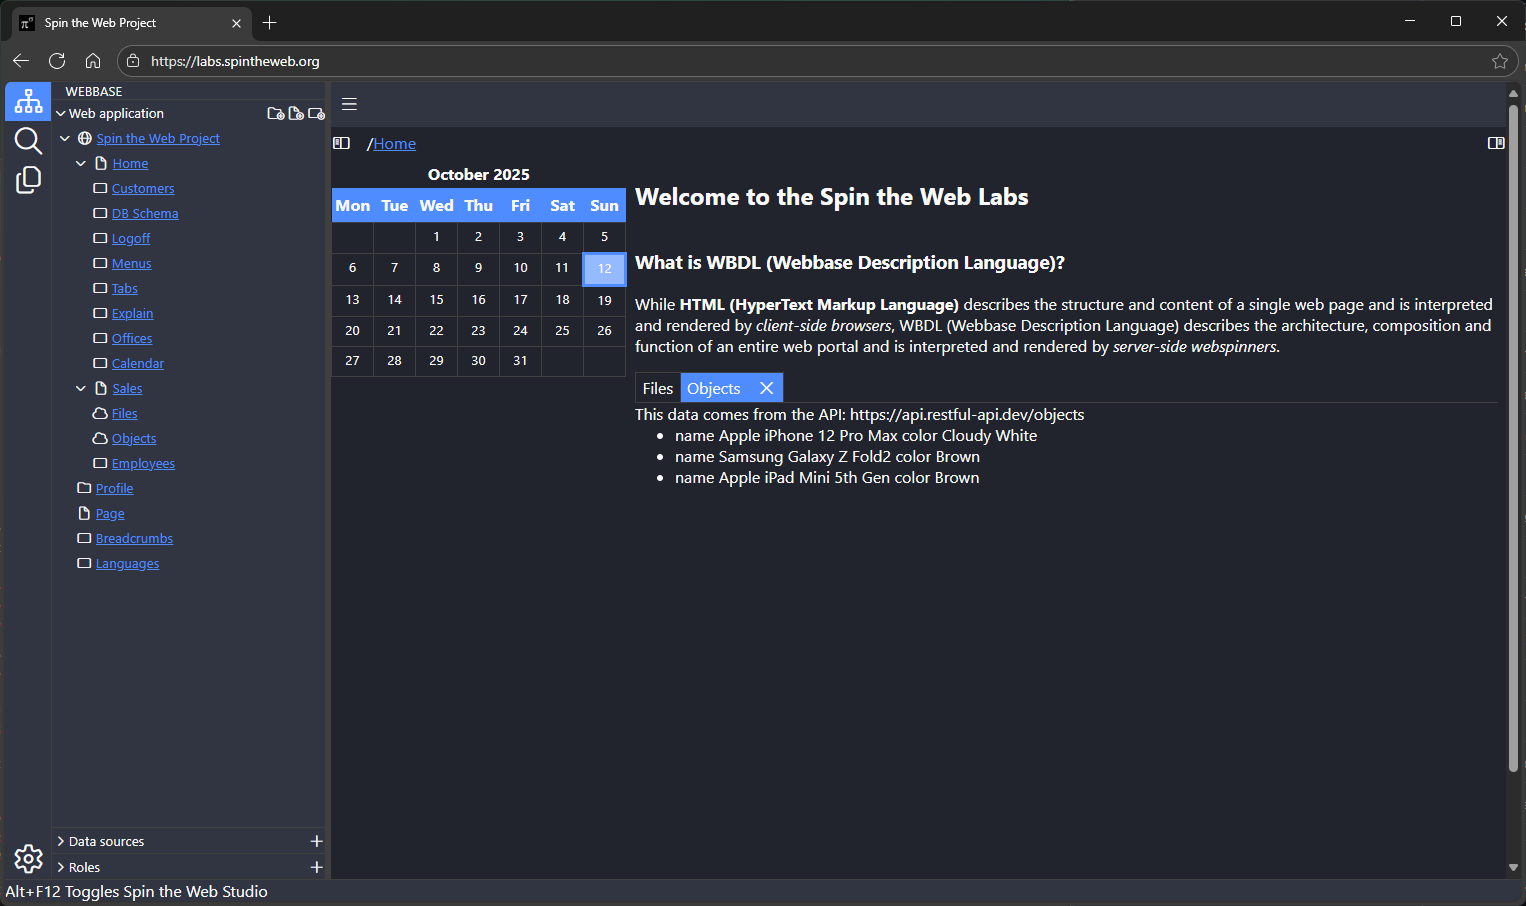 Spin the Web Project
https://labs.spintheweb.org
WEBBASE
Web application
Spin the Web Project
Home
Customers
DB Schema
Logoff
Menus
Tabs
Explain
Offices
Calendar
Sales
Files
Objects
Employees
Profile
Page
Breadcrumbs
Languages
Data sources
Roles
/Home
October 2025
Mon Tue Wed Thu Fri Sat Sun
1 2 3 4 5
6 7 8 9 10 11 12
13 14 15 16 17 18 19
20 21 22 23 24 25 26
27 28 29 30 31
Welcome to the Spin the Web Labs
What is WBDL (Webbase Description Language)?
While HTML (HyperText Markup Language) describes the structure and content of a single web page and is interpreted
and rendered by client-side browsers, WBDL (Webbase Description Language) describes the architecture, composition and
function of an entire web portal and is interpreted and rendered by server-side webspinners.
Files Objects
This data comes from the API: https://api.restful-api.dev/objects
• name Apple iPhone 12 Pro Max color Cloudy White
• name Samsung Galaxy Z Fold2 color Brown
• name Apple iPad Mini 5th Gen color Brown
Alt+F12 Toggles Spin the Web Studio